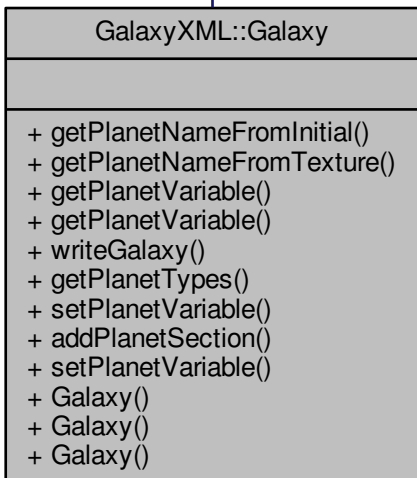 GalaxyXML::Galaxy
+ getPlanetNameFromInitial()
+ getPlanetNameFromTexture()
+ getPlanetVariable()
+ getPlanetVariable()
+ writeGalaxy()
+ getPlanetTypes()
+ setPlanetVariable()
+ addPlanetSection()
+ setPlanetVariable()
+ Galaxy()
+ Galaxy()
+ Galaxy()